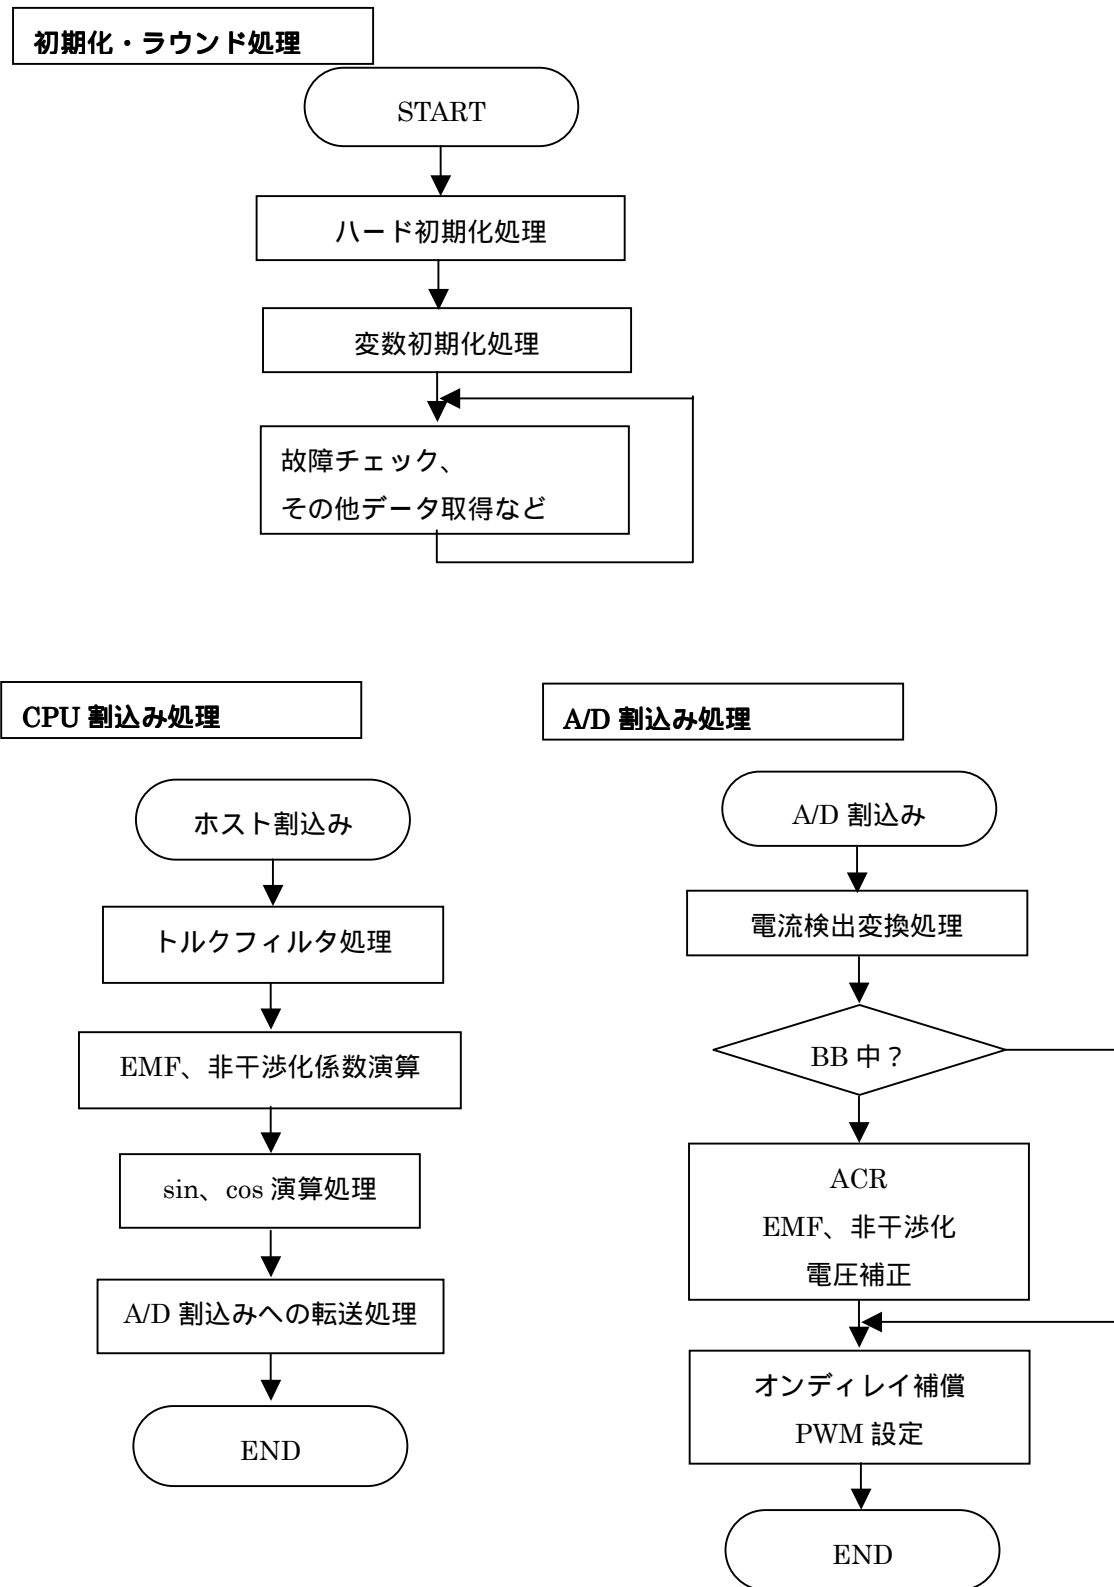 初期化・ラウンド処理
START
ハード初期化処理
変数初期化処理
故障チェック、
その他データ取得など
CPU 割込み処理
ホスト割込み
トルクフィルタ処理
EMF、非干渉化係数演算
sin、cos 演算処理
A/D 割込みへの転送処理
END
A/D 割込み処理
A/D 割込み
電流検出変換処理
BB 中？
ACR
EMF、非干渉化
電圧補正
オンディレイ補償
PWM 設定
END